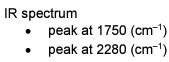 IR spectrum
• peak at 1750 (cm⁻¹)
• peak at 2280 (cm⁻¹)